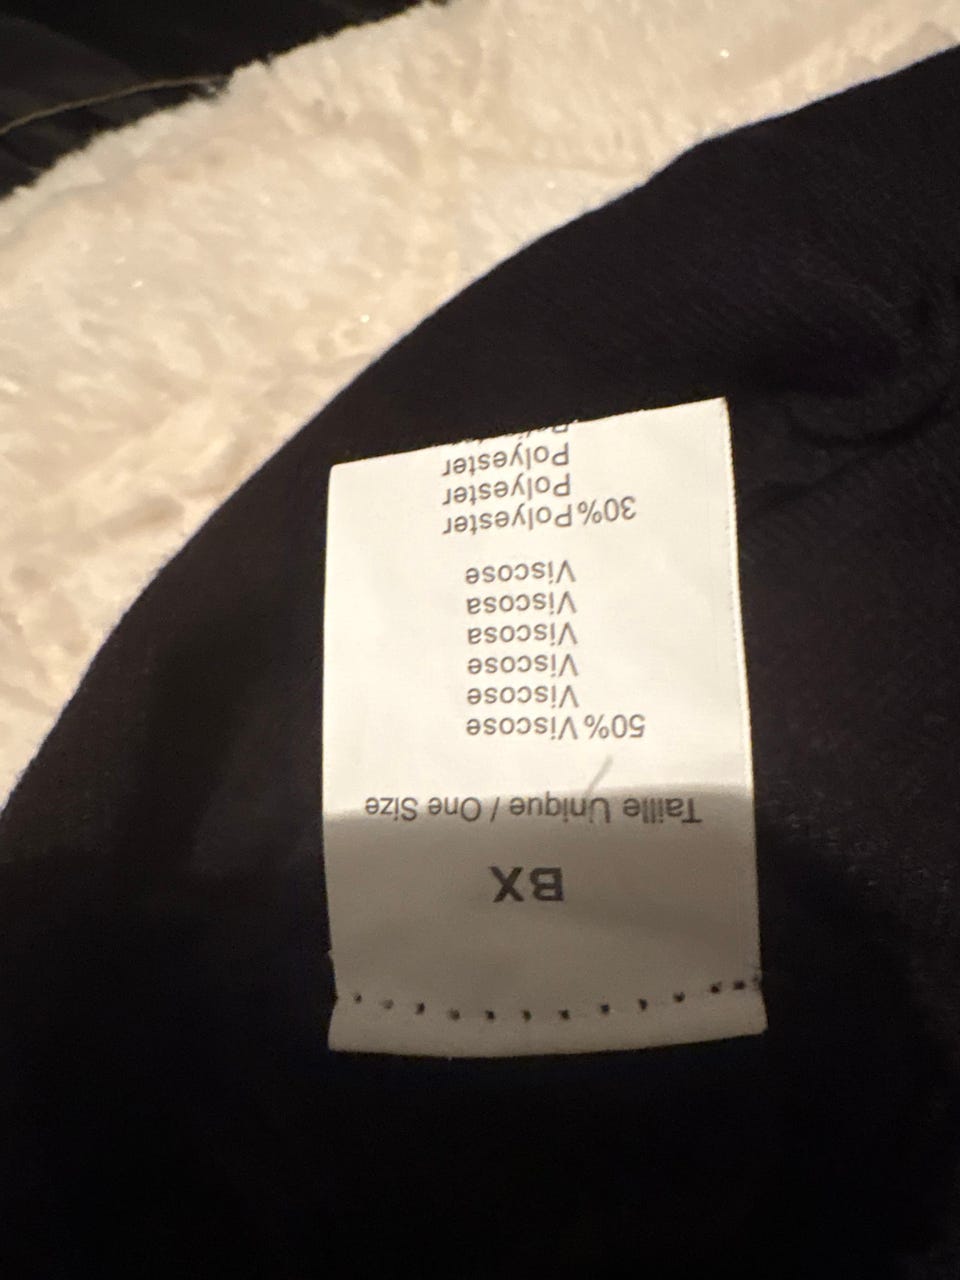 BX
Taille Unique / One Size
50% Viscose
Viscose
Viscose
Viscosa
Viscosa
Viscose
30% Polyester
Polyester
Polyester